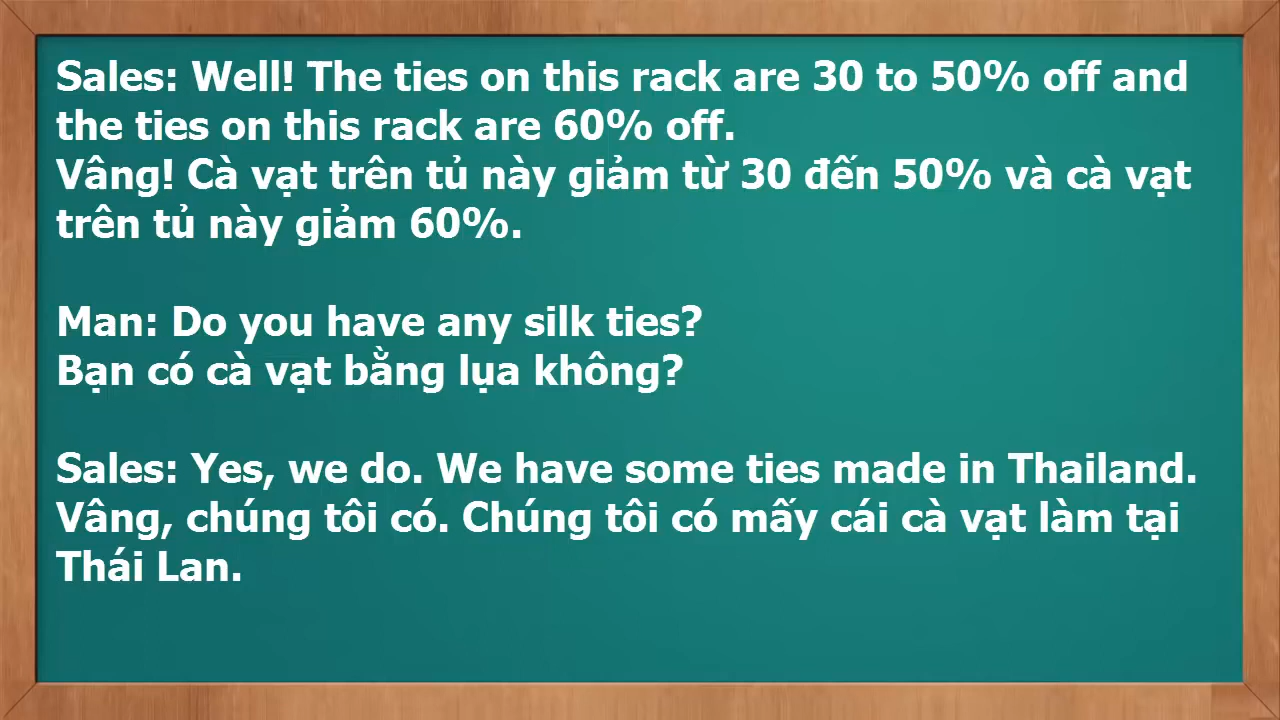 Sales: Well! The ties on this rack are 30 to 50% off and
the ties on this rack are 60% off.
Vâng! Cà vạt trên tủ này giảm từ 30 đến 50% và cà vạt
trên tủ này giảm 60%.
Man: Do you have any silk ties?
Bạn có cà vạt bằng lụa không?
Sales: Yes, we do. We have some ties made in Thailand.
Vâng, chúng tôi có. Chúng tôi có mấy cái cà vạt làm tại
Thái Lan.